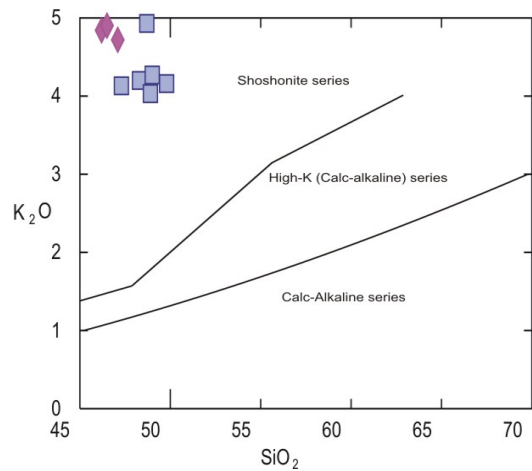 5
Shoshonite series
4
3
High-K (Calc-alkaline) series
K₂O
2
Calc-Alkaline series
1
0
45 50 55 60 65 70
SiO₂